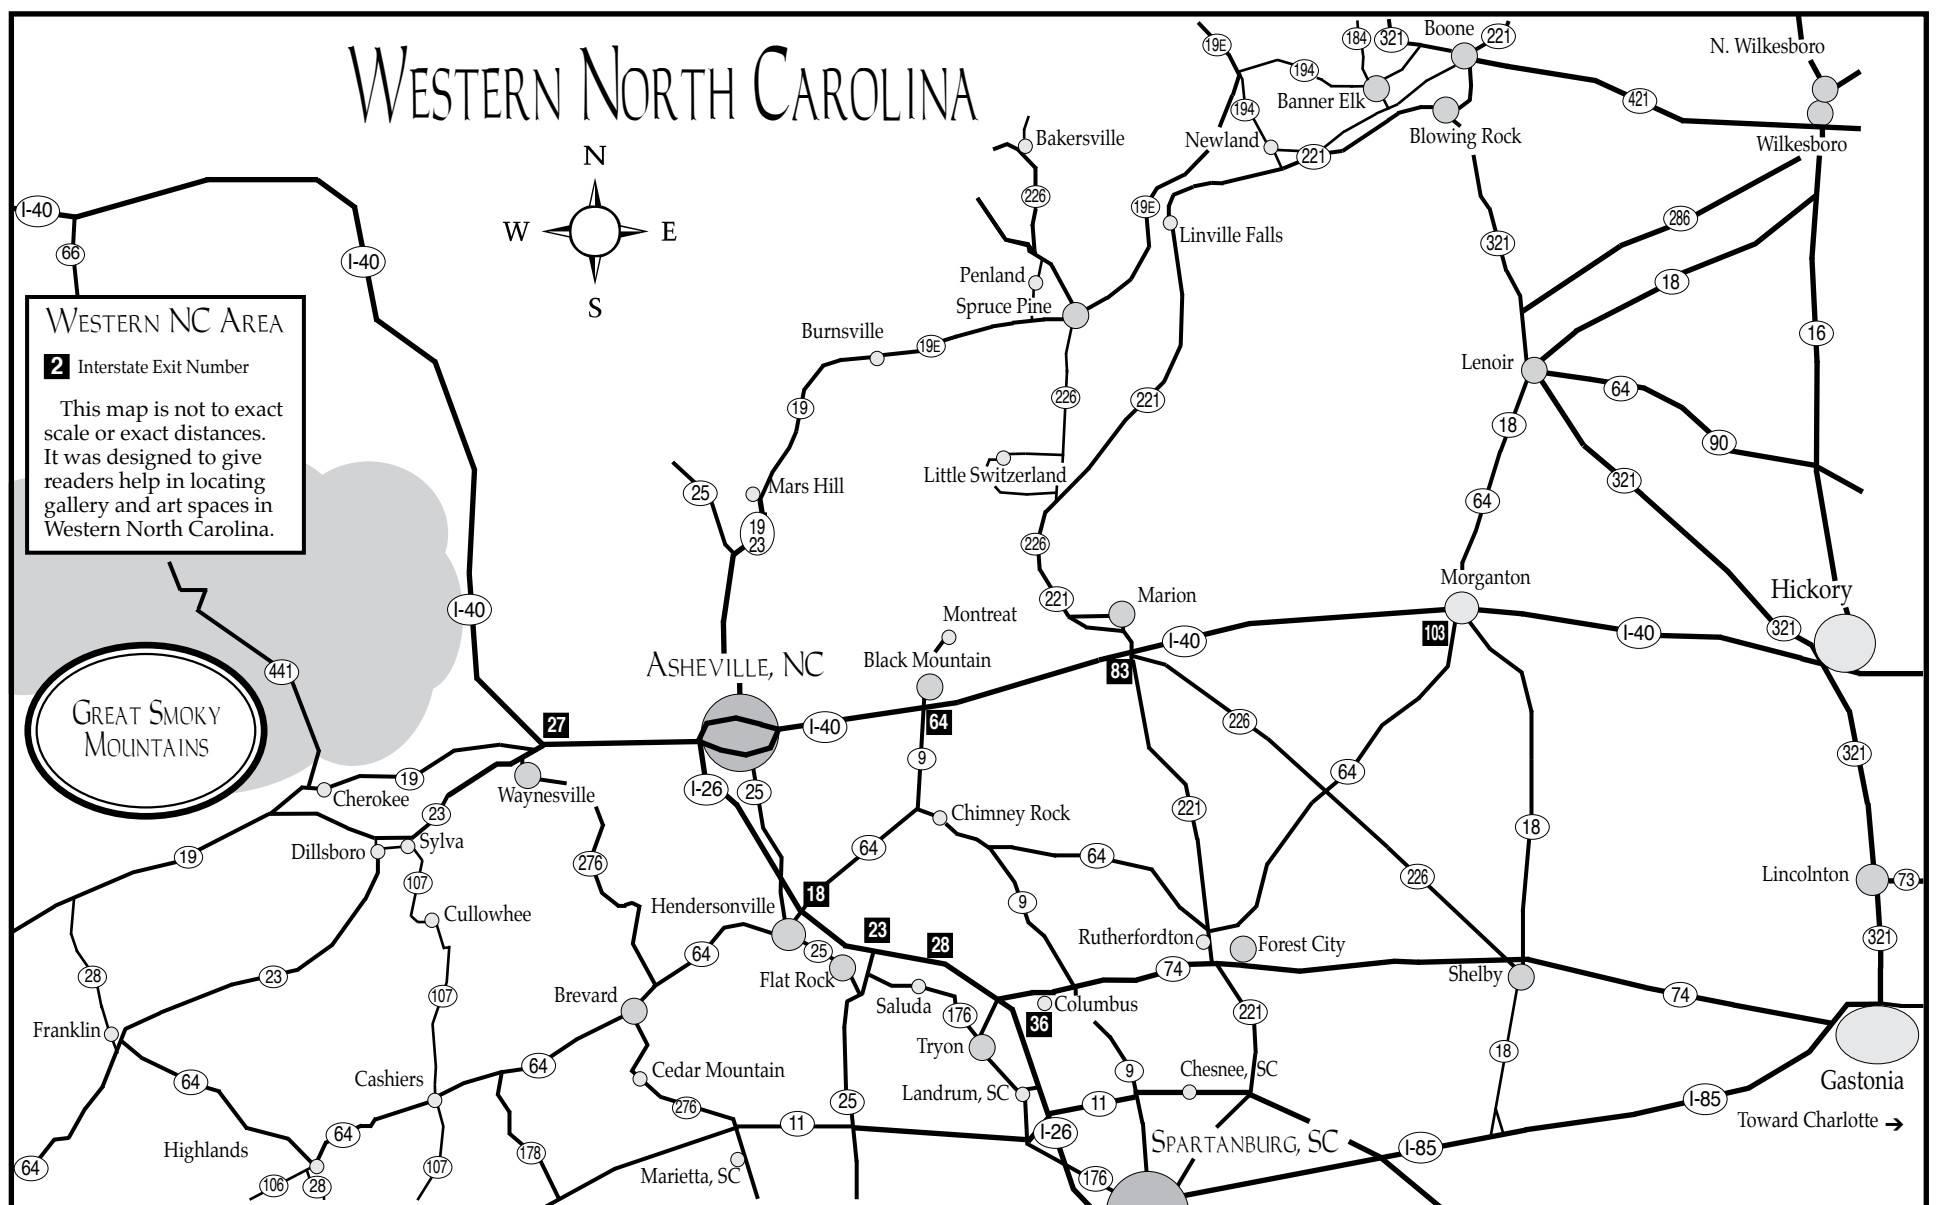 WESTERN NORTH CAROLINA
N
W E
S
I-40
66
I-40
WESTERN NC AREA
2 Interstate Exit Number
This map is not to exact
scale or exact distances.
It was designed to give
readers help in locating
gallery and art spaces in
Western North Carolina.
19E
184
321
Boone
221
N. Wilkesboro
194
Banner Elk
194
421
Newland
221
Blowing Rock
Wilkesboro
Bakersville
226
19E
Linville Falls
321
286
18
16
Penland
Spruce Pine
Burnsville
19E
19
226
221
Lenoir
64
18
90
321
64
Little Switzerland
25
Mars Hill
19
23
226
221
Marion
Morganton
Hickory
I-40
Montreat
Black Mountain
ASHEVILLE, NC
I-40
103
I-40
321
83
441
GREAT SMOKY
MOUNTAINS
27
64
I-40
226
321
9
64
19
Cherokee
Waynesville
I-26
25
23
Chimney Rock
221
18
Dillsboro
Sylva
19
276
64
64
226
Lincolnton
73
107
18
9
Hendersonville
Cullowhee
23
28
Rutherfordton
Forest City
321
64
25
Flat Rock
74
Shelby
28
23
107
Brevard
Saluda
176
Columbus
36
221
74
Franklin
Tryon
64
64
Cashiers
Cedar Mountain
Landrum, SC
9
Chesnee, SC
18
Gastonia
276
25
11
11
I-85
Toward Charlotte ➔
Highlands
64
178
I-26
SPARTANBURG, SC
I-85
64
106
28
107
Marietta, SC
176